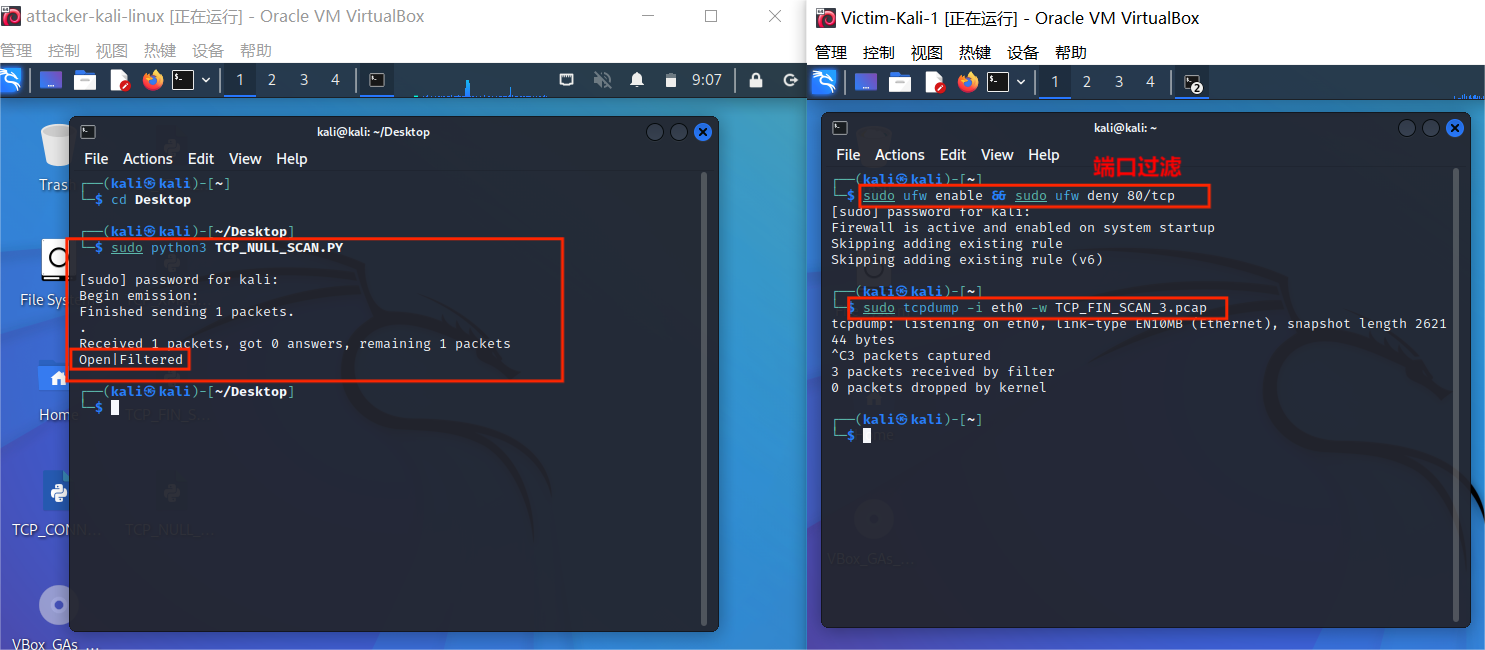 attacker-kali-linux [正在运行] - Oracle VM VirtualBox
管理 控制 视图 热键 设备 帮助
1 2 3 4
9:07
Tras
File Sys
Home
TCP_FIN_S...
TCP_CONN...
TCP_NULL_...
VBox_GAs_...
kali@kali: ~/Desktop
File Actions Edit View Help
┌──(kali㉿kali)-[~]
└─$ cd Desktop
┌──(kali㉿kali)-[~/Desktop]
└─$ sudo python3 TCP_NULL_SCAN.PY
[sudo] password for kali:
Begin emission:
Finished sending 1 packets.
.
Received 1 packets, got 0 answers, remaining 1 packets
Open|Filtered
┌──(kali㉿kali)-[~/Desktop]
└─$
Victim-Kali-1 [正在运行] - Oracle VM VirtualBox
管理 控制 视图 热键 设备 帮助
1 2 3 4
2
kali@kali: ~
File Actions Edit View Help
端口过滤
┌──(kali㉿kali)-[~]
└─$ sudo ufw enable && sudo ufw deny 80/tcp
[sudo] password for kali:
Firewall is active and enabled on system startup
Skipping adding existing rule
Skipping adding existing rule (v6)
┌──(kali㉿kali)-[~]
└─$ sudo tcpdump -i eth0 -w TCP_FIN_SCAN_3.pcap
tcpdump: listening on eth0, link-type EN10MB (Ethernet), snapshot length 2621
44 bytes
^C3 packets captured
3 packets received by filter
0 packets dropped by kernel
┌──(kali㉿kali)-[~]
└─$
VBox_GAs_...